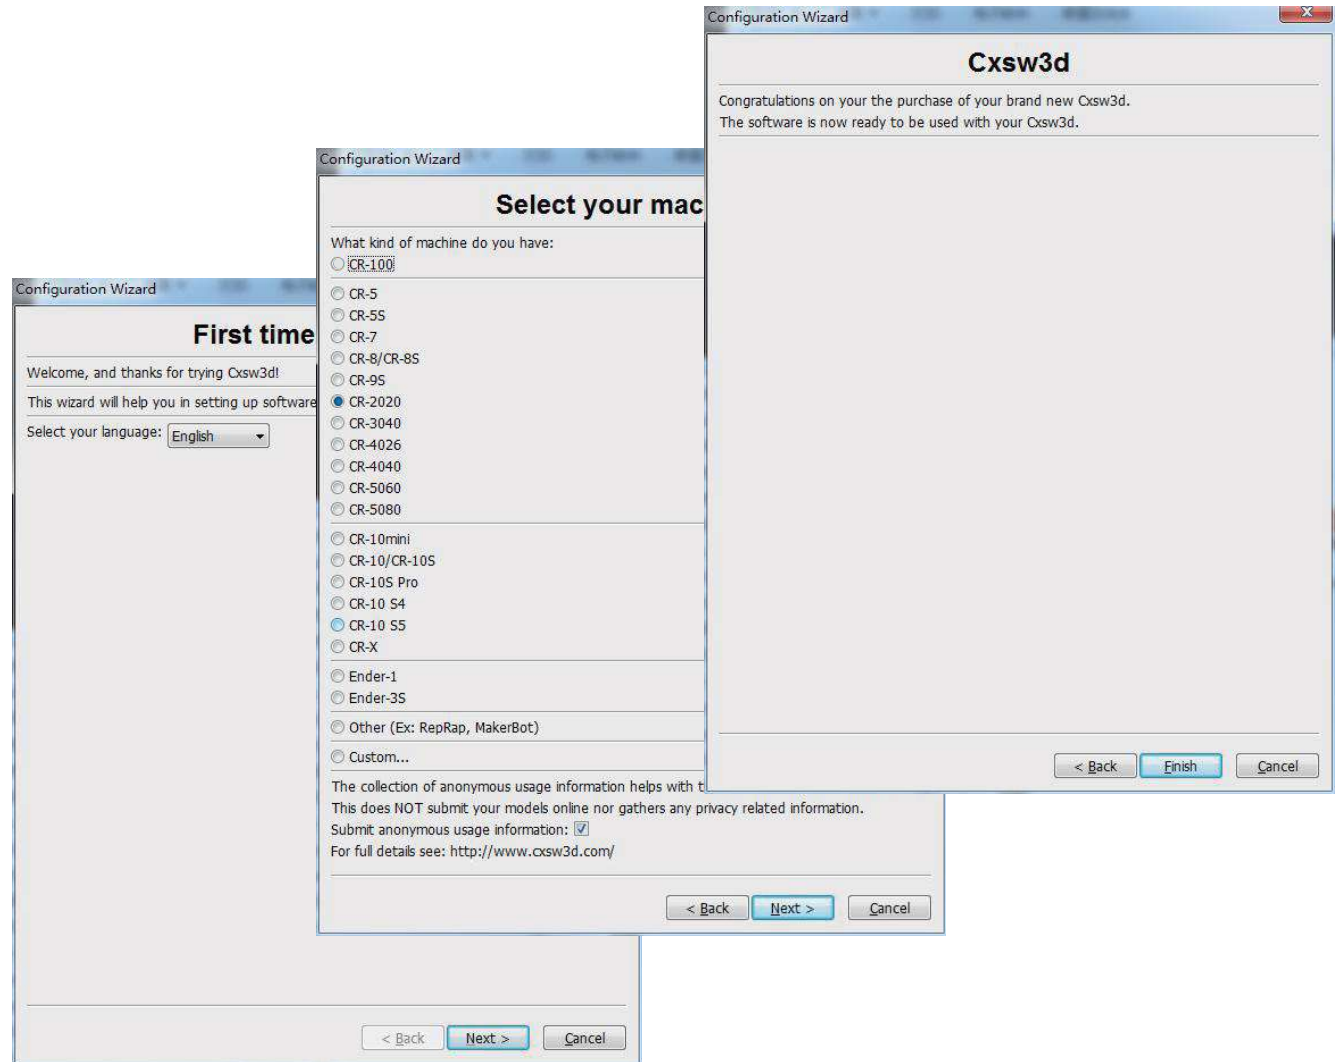 Configuration Wizard
First time
Welcome, and thanks for trying Cxsw3d!
This wizard will help you in setting up software
Select your language: English
< Back Next > Cancel
Configuration Wizard
Select your mac
What kind of machine do you have:
CR-100
CR-5
CR-5S
CR-7
CR-8/CR-8S
CR-9S
CR-2020
CR-3040
CR-4026
CR-4040
CR-5060
CR-5080
CR-10mini
CR-10/CR-10S
CR-10S Pro
CR-10 S4
CR-10 S5
CR-X
Ender-1
Ender-3S
Other (Ex: RepRap, MakerBot)
Custom...
The collection of anonymous usage information helps with t
This does NOT submit your models online nor gathers any privacy related information.
Submit anonymous usage information:
For full details see: http://www.cxsw3d.com/
< Back Next > Cancel
Configuration Wizard
Cxsw3d
Congratulations on your the purchase of your brand new Cxsw3d.
The software is now ready to be used with your Cxsw3d.
< Back Finish Cancel